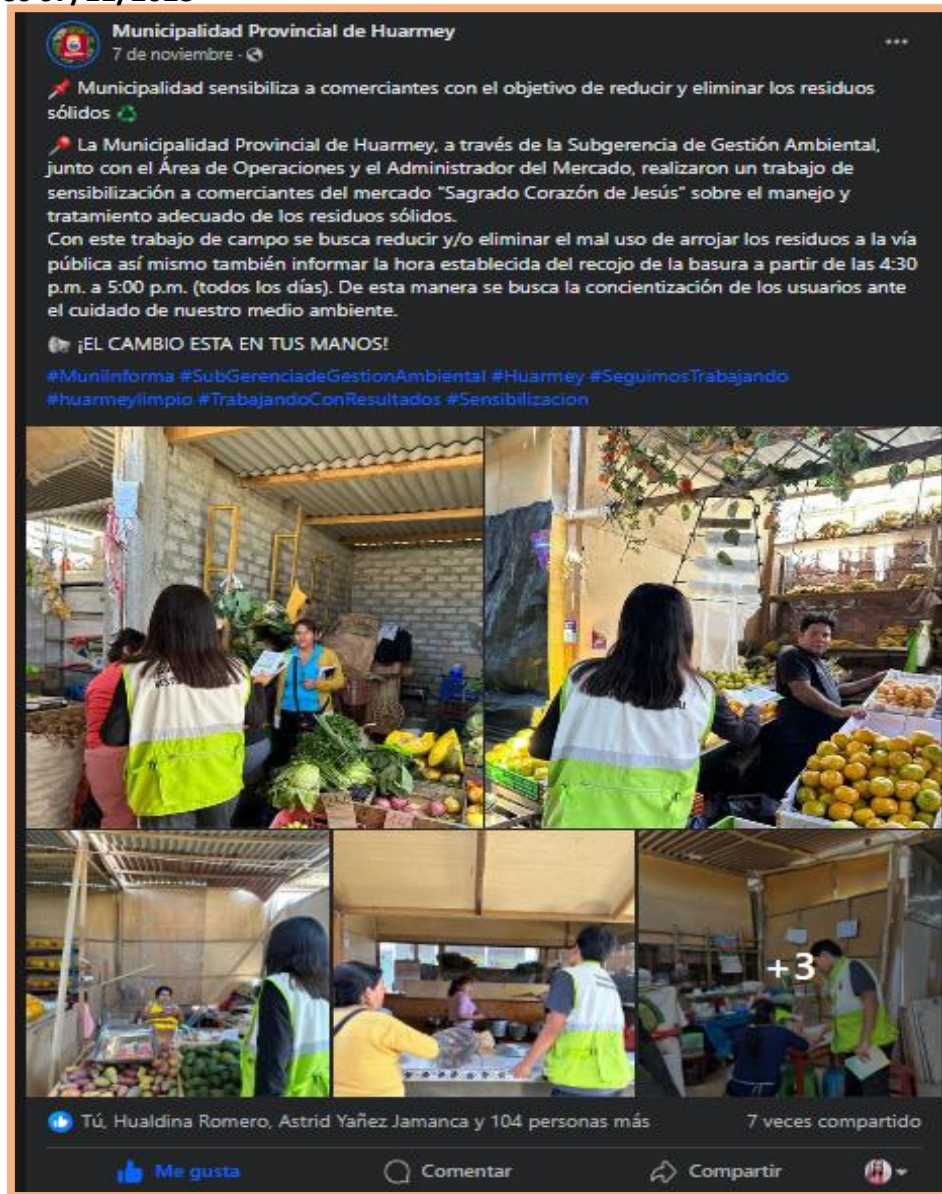 Municipalidad Provincial de Huarmey
7 de noviembre ·
Municipalidad sensibiliza a comerciantes con el objetivo de reducir y eliminar los residuos
sólidos
La Municipalidad Provincial de Huarmey, a través de la Subgerencia de Gestión Ambiental,
junto con el Área de Operaciones y el Administrador del Mercado, realizaron un trabajo de
sensibilización a comerciantes del mercado "Sagrado Corazón de Jesús" sobre el manejo y
tratamiento adecuado de los residuos sólidos.
Con este trabajo de campo se busca reducir y/o eliminar el mal uso de arrojar los residuos a la vía
pública así mismo también informar la hora establecida del recojo de la basura a partir de las 4:30
p.m. a 5:00 p.m. (todos los días). De esta manera se busca la concientización de los usuarios ante
el cuidado de nuestro medio ambiente.
¡EL CAMBIO ESTA EN TUS MANOS!
#MuniInforma #SubGerenciadeGestionAmbiental #Huarmey #SeguimosTrabajando
#huarmeylimpio #TrabajandoConResultados #Sensibilizacion
+3
Tú, Hualdina Romero, Astrid Yañez Jamanca y 104 personas más
7 veces compartido
Me gusta
Comentar
Compartir